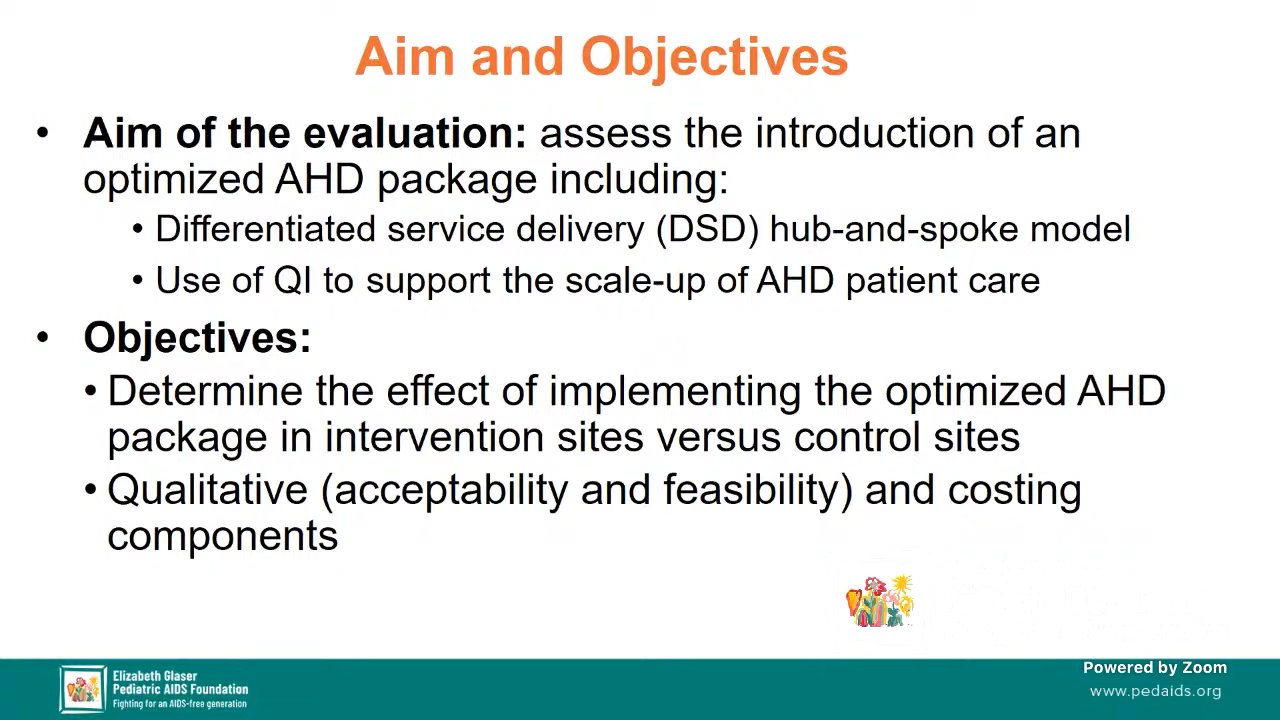 Aim and Objectives
• Aim of the evaluation: assess the introduction of an
optimized AHD package including:
• Differentiated service delivery (DSD) hub-and-spoke model
• Use of QI to support the scale-up of AHD patient care
• Objectives:
• Determine the effect of implementing the optimized AHD
package in intervention sites versus control sites
• Qualitative (acceptability and feasibility) and costing
components
Elizabeth Glaser
Pediatric AIDS Foundation
Fighting for an AIDS-free generation
Powered by Zoom
www.pedaids.org